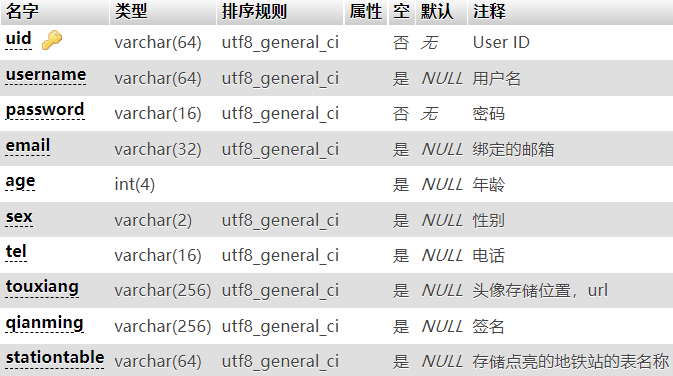 名字 类型 排序规则 属性 空 默认 注释
uid varchar(64) utf8_general_ci 否 无 User ID
username varchar(64) utf8_general_ci 是 NULL 用户名
password varchar(16) utf8_general_ci 否 无 密码
email varchar(32) utf8_general_ci 是 NULL 绑定的邮箱
age int(4) 是 NULL 年龄
sex varchar(2) utf8_general_ci 是 NULL 性别
tel varchar(16) utf8_general_ci 是 NULL 电话
touxiang varchar(256) utf8_general_ci 是 NULL 头像存储位置，url
qianming varchar(256) utf8_general_ci 是 NULL 签名
stationtable varchar(64) utf8_general_ci 是 NULL 存储点亮的地铁站的表名称